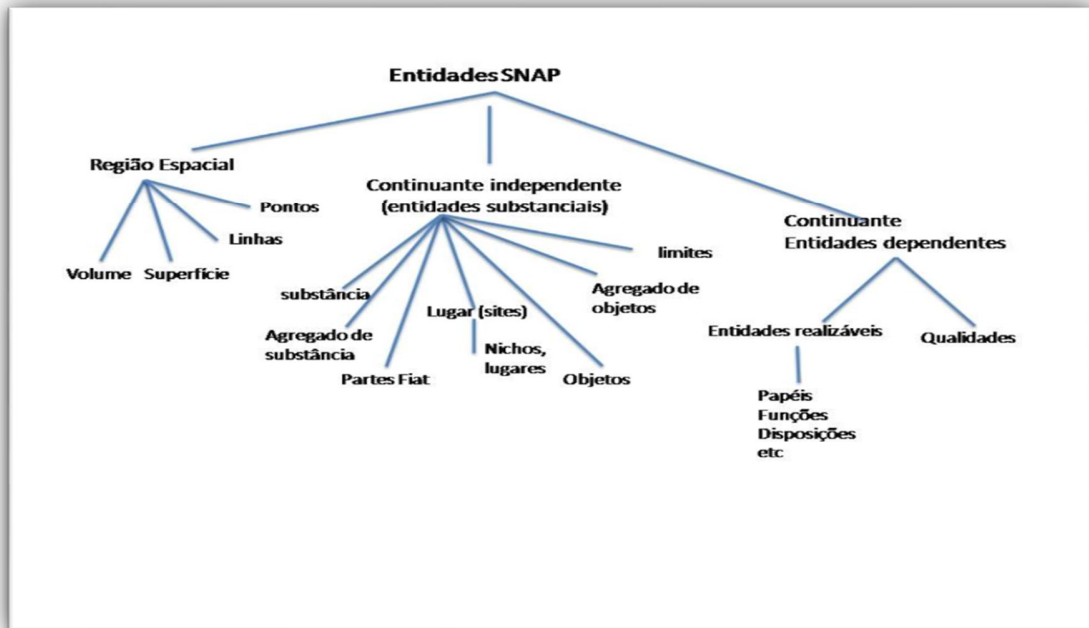 Entidades SNAP
Região Espacial
Pontos
Linhas
Volume
Superfície
Continuante independente
(entidades substanciais)
substância
Agregado de
substância
Partes Fiat
Lugar (sites)
Nichos,
lugares
Objetos
Agregado de
objetos
limites
Continuante
Entidades dependentes
Entidades realizáveis
Papéis
Funções
Disposições
etc
Qualidades